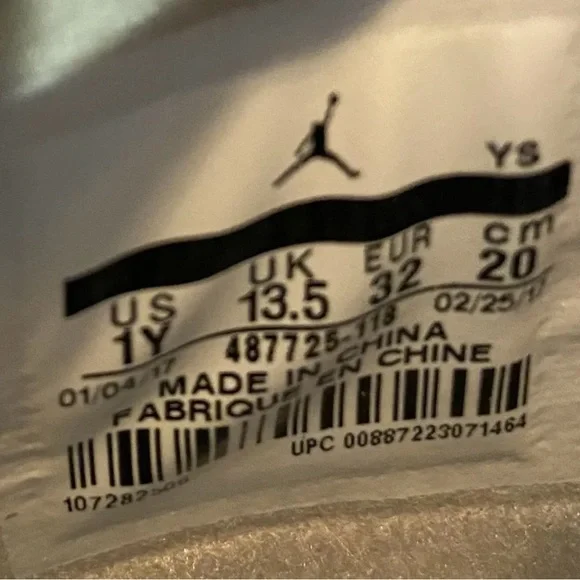 YS
US UK EUR cm
1Y 13.5 32 20
01/04/17 487725-118 02/25/17
MADE IN CHINA
FABRIQUE EN CHINE
UPC 00887223071464